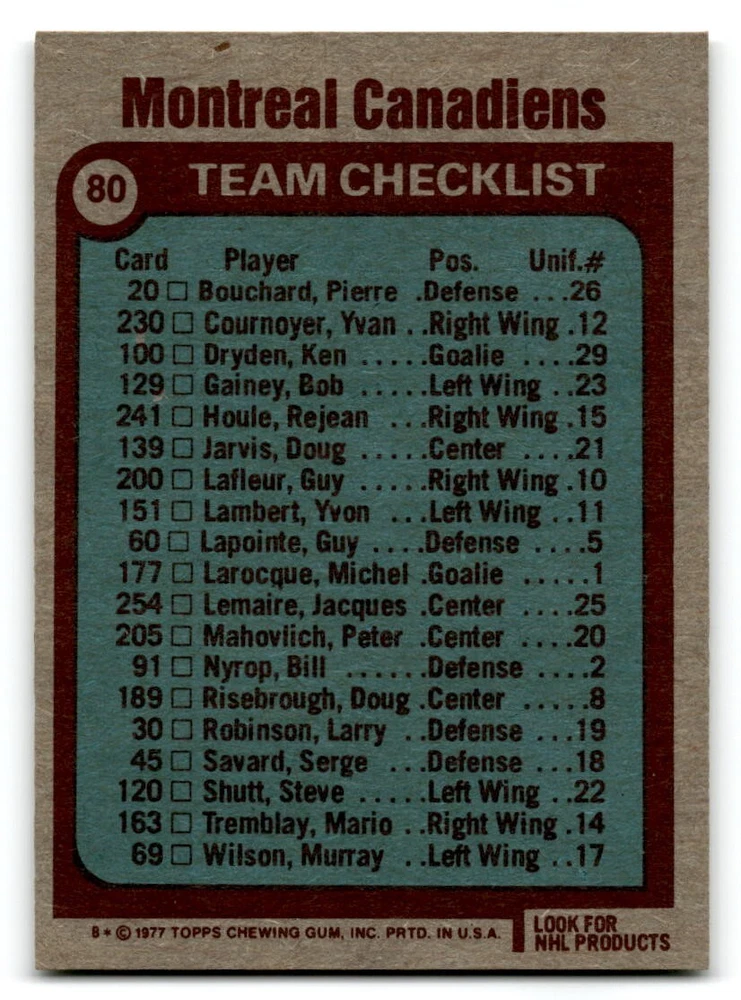 Montreal Canadiens
80 TEAM CHECKLIST
Card Player Pos. Unif.#
20 □ Bouchard, Pierre .Defense ...26
230 □ Cournoyer, Yvan ..Right Wing .12
100 □ Dryden, Ken .....Goalie ....29
129 □ Gainey, Bob .....Left Wing ..23
241 □ Houle, Rejean ...Right Wing .15
139 □ Jarvis, Doug .....Center ....21
200 □ Lafleur, Guy .....Right Wing .10
151 □ Lambert, Yvon ...Left Wing ..11
60 □ Lapointe, Guy ....Defense ....5
177 □ Larocque, Michel .Goalie .....1
254 □ Lemaire, Jacques .Center ....25
205 □ Mahovlich, Peter .Center ....20
91 □ Nyrop, Bill ......Defense ....2
189 □ Risebrough, Doug .Center .....8
30 □ Robinson, Larry ..Defense ...19
45 □ Savard, Serge ...Defense ...18
120 □ Shutt, Steve .....Left Wing ..22
163 □ Tremblay, Mario ..Right Wing .14
69 □ Wilson, Murray ..Left Wing ..17
8* © 1977 TOPPS CHEWING GUM, INC. PRTD. IN U.S.A.
LOOK FOR
NHL PRODUCTS